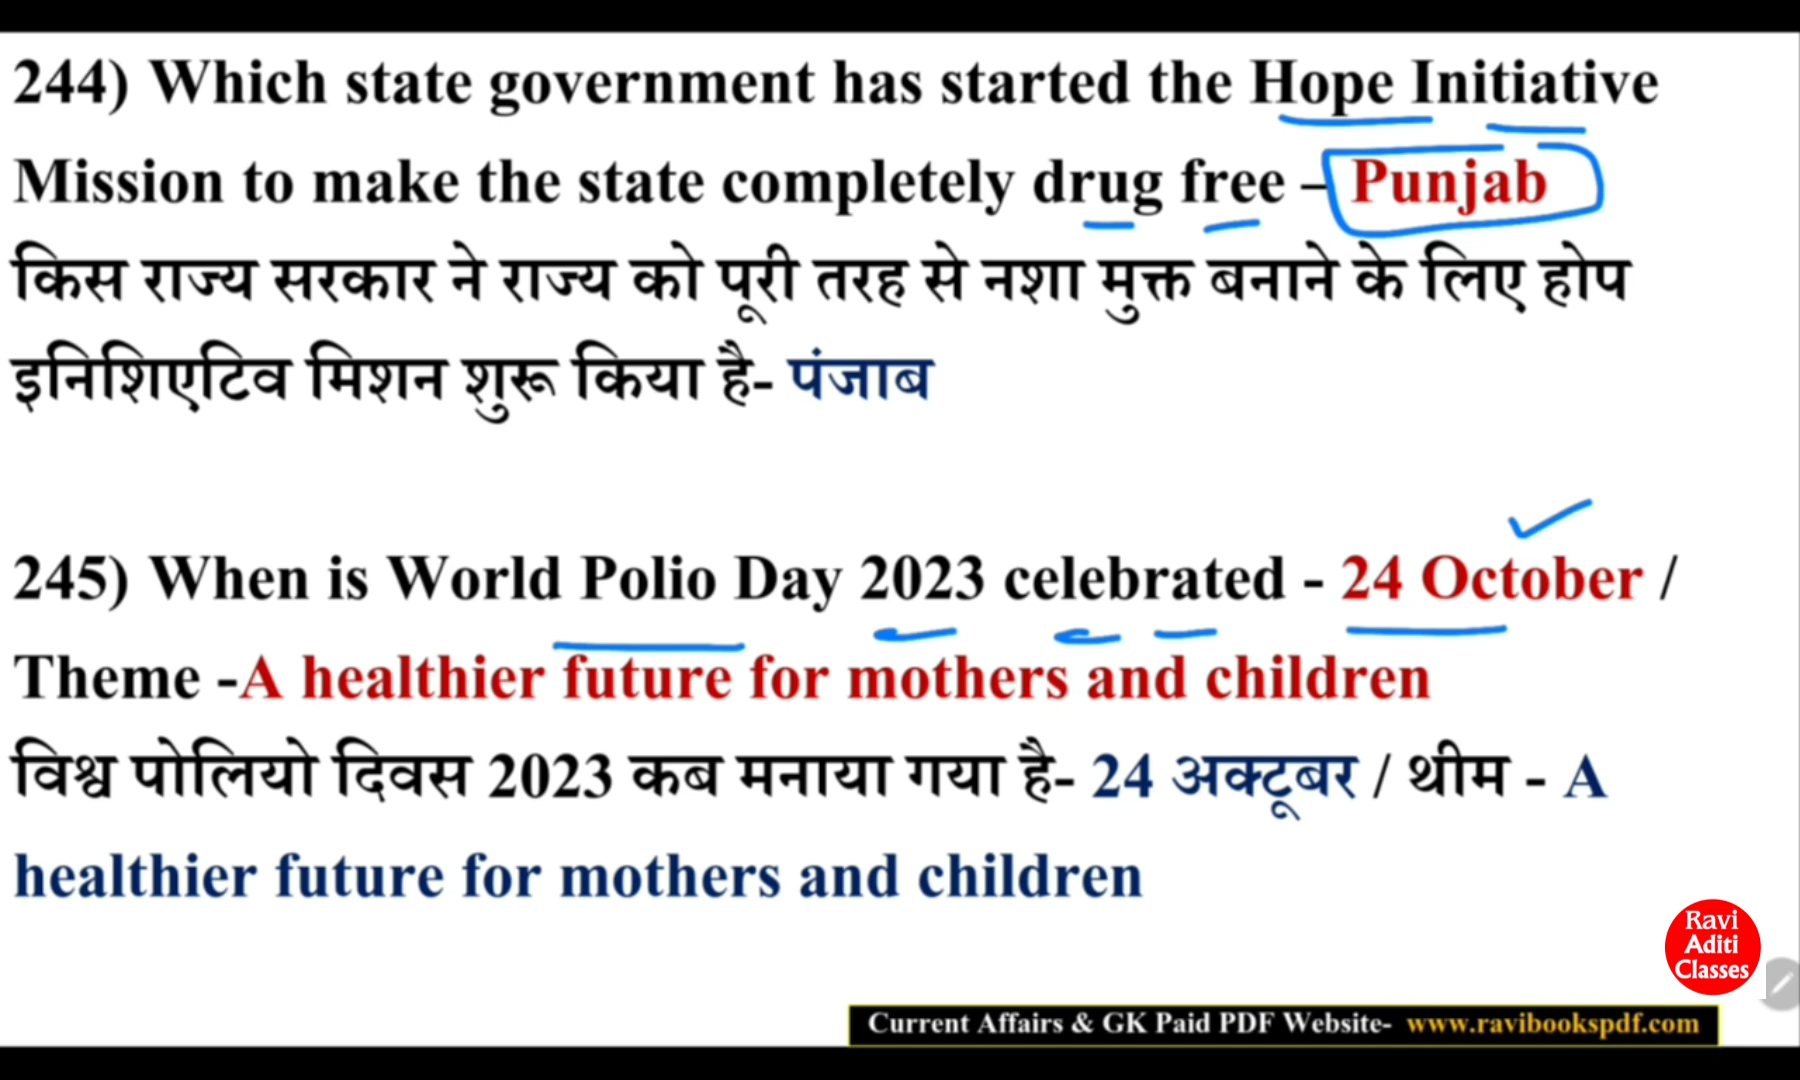 244) Which state government has started the Hope Initiative
Mission to make the state completely drug free – Punjab
किस राज्य सरकार ने राज्य को पूरी तरह से नशा मुक्त बनाने के लिए होप
इनिशिएटिव मिशन शुरू किया है- पंजाब
245) When is World Polio Day 2023 celebrated - 24 October /
Theme -A healthier future for mothers and children
विश्व पोलियो दिवस 2023 कब मनाया गया है- 24 अक्टूबर / थीम - A
healthier future for mothers and children
Ravi
Aditi
Classes
Current Affairs & GK Paid PDF Website- www.ravibookspdf.com